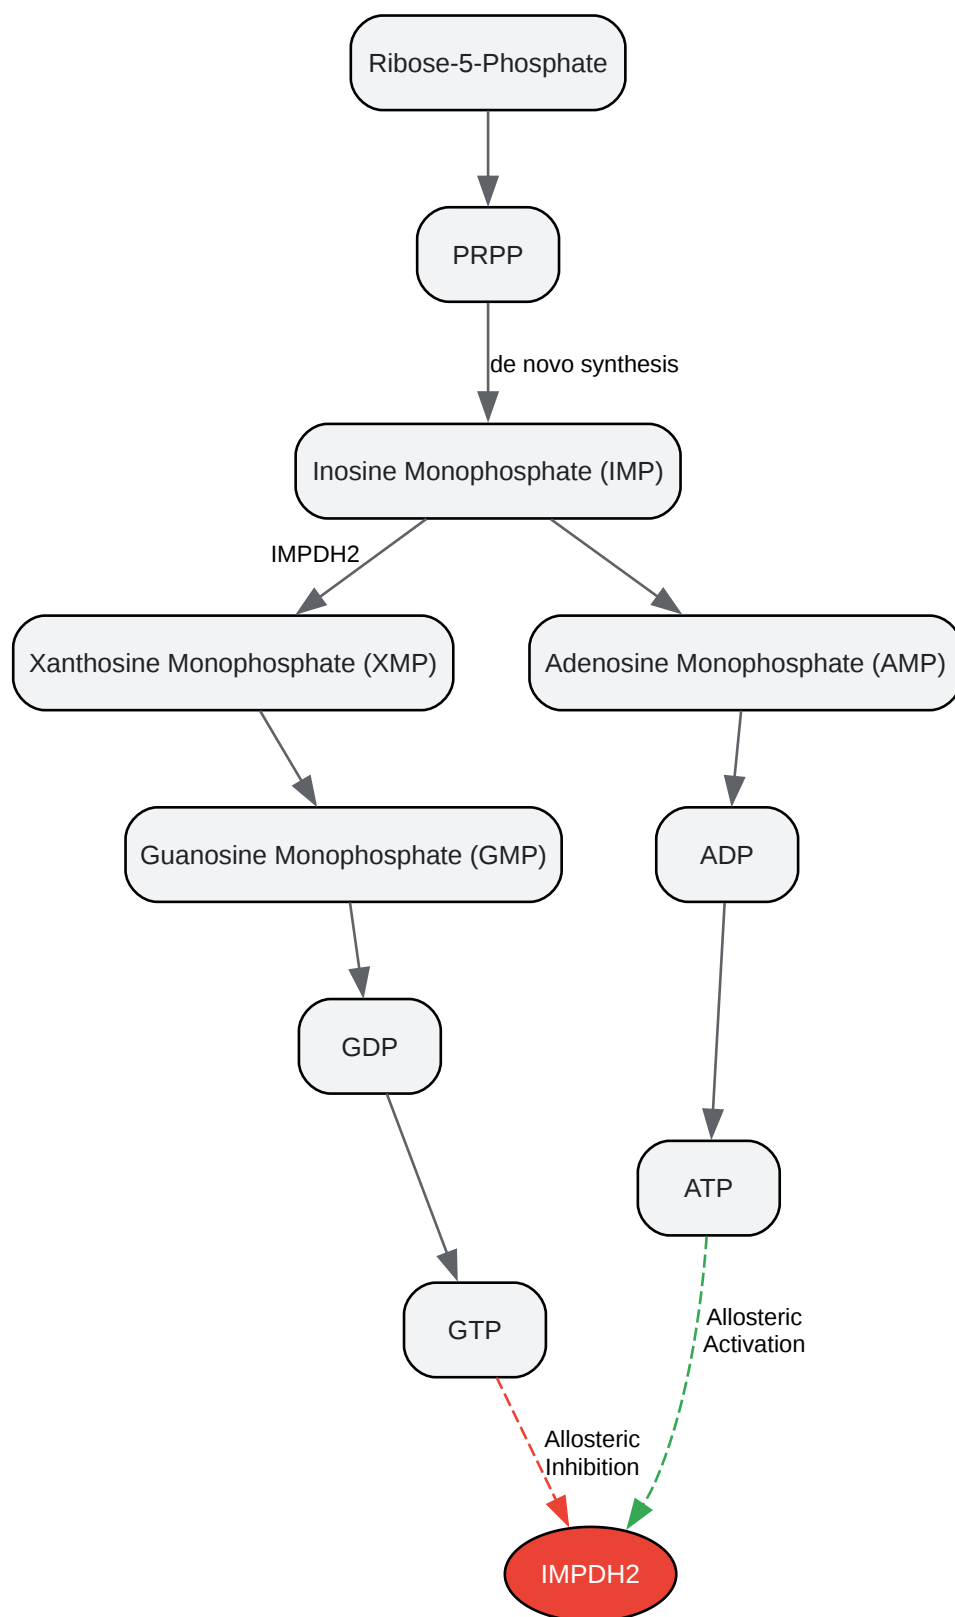 Ribose-5-Phosphate
PRPP
de novo synthesis
Inosine Monophosphate (IMP)
IMPDH2
Xanthosine Monophosphate (XMP)
Adenosine Monophosphate (AMP)
Guanosine Monophosphate (GMP)
ADP
GDP
ATP
GTP
Allosteric
Activation
Allosteric
Inhibition
IMPDH2